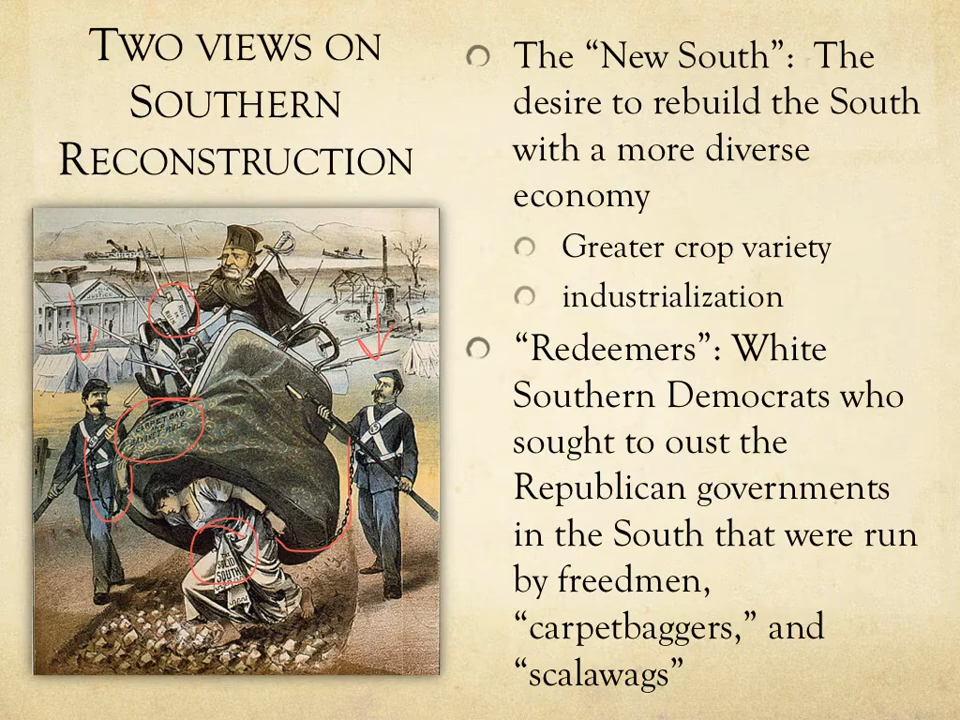 TWO VIEWS ON
SOUTHERN
RECONSTRUCTION
The “New South”: The
desire to rebuild the South
with a more diverse
economy
Greater crop variety
industrialization
“Redeemers”: White
Southern Democrats who
sought to oust the
Republican governments
in the South that were run
by freedmen,
“carpetbaggers,” and
“scalawags”
CARPET BAG
SOLID
SOUTH